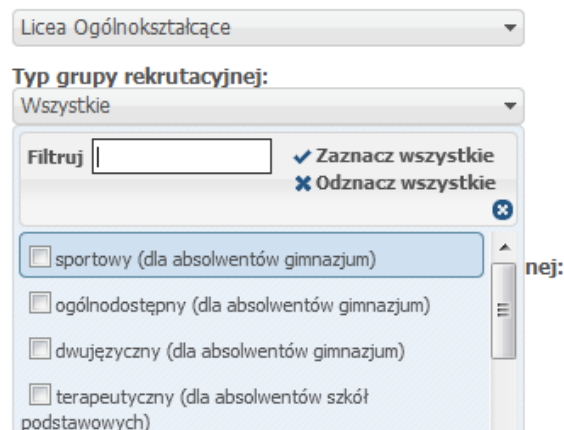 Licea Ogólnokształcące
Typ grupy rekrutacyjnej:
Wszystkie
Filtruj
Zaznacz wszystkie
Odznacz wszystkie
sportowy (dla absolwentów gimnazjum)
nej:
ogólnodostępny (dla absolwentów gimnazjum)
dwujęzyczny (dla absolwentów gimnazjum)
terapeutyczny (dla absolwentów szkół
podstawowych)